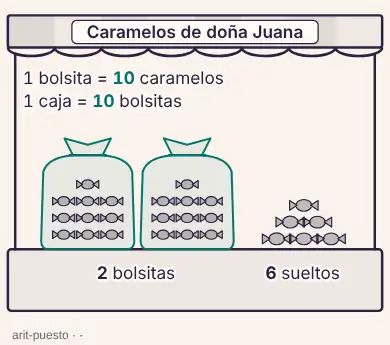 Caramelos de doña Juana
1 bolsita = 10 caramelos
1 caja = 10 bolsitas
2 bolsitas
6 sueltos
arit-puesto · ·